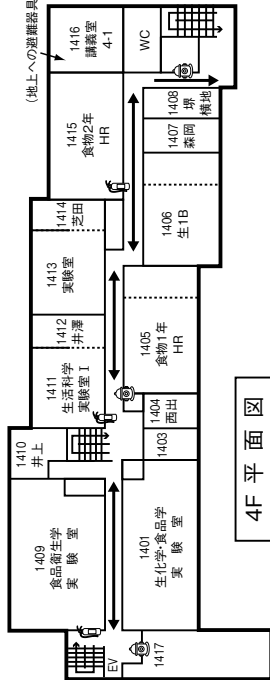 (地上への避難器具
1416
講義室
4-1
WC
1415
食物2年
HR
1408
堺
横地
1407
森岡
1414
芝田
1406
生1B
1413
実験室
1412
井澤
1405
食物1年
HR
1411
生活科学
実験室Ⅰ
1404
西出
1403
1410
井上
1409
食品衛生学
実験室
1401
生化学・食品学
実験室
EV
1417
4F 平面図